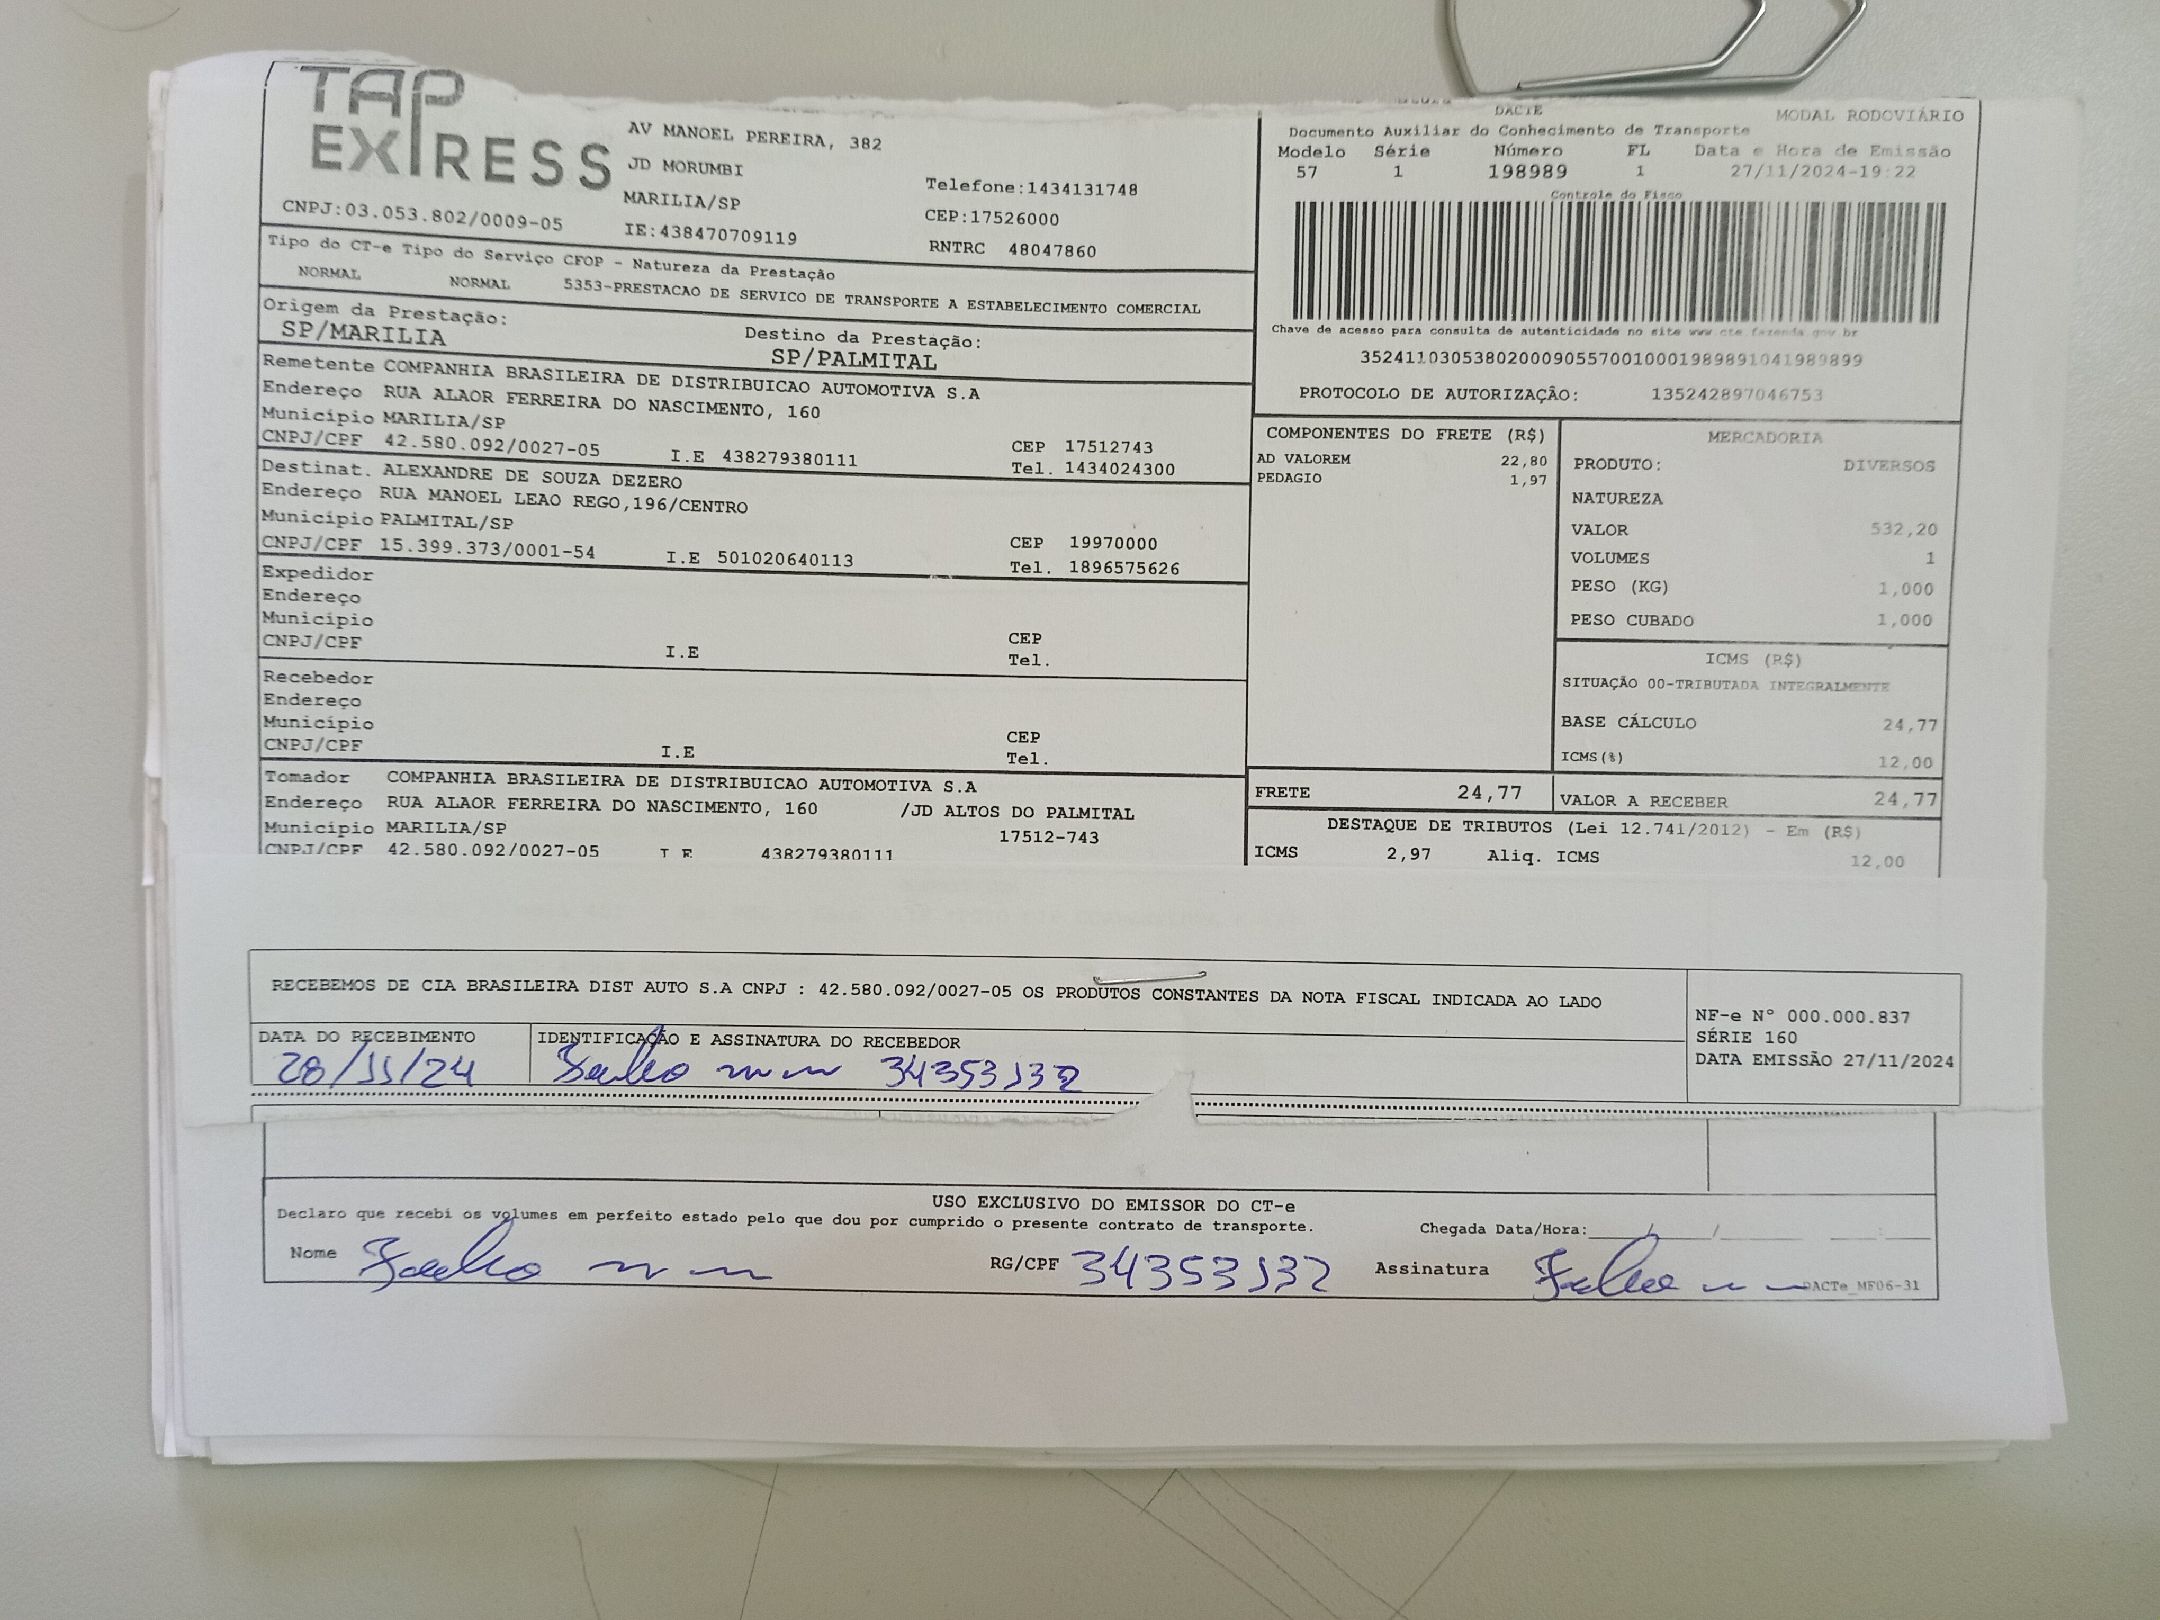 TAP
EXPRESS
CNPJ:03.053.802/0009-05
AV MANOEL PEREIRA, 382
JD MORUMBI
MARILIA/SP
IE:438470709119
Telefone:1434131748
CEP:17526000
RNTRC 48047860
DACTE
MODAL RODOVIÁRIO
Documento Auxiliar do Conhecimento de Transporte
Modelo Série Número FL Data e Hora de Emissão
57 1 198989 1 27/11/2024-19:22
Controle do Fisco
Chave de acesso para consulta de autenticidade no site www.cte.fazenda.gov.br
35241103053802000905570010001989891041989899
PROTOCOLO DE AUTORIZAÇÂO: 135242897046753
Tipo do CT-e Tipo do Serviço CFOP - Natureza da Prestação
NORMAL NORMAL 5353-PRESTACAO DE SERVICO DE TRANSPORTE A ESTABELECIMENTO COMERCIAL
Origem da Prestação: Destino da Prestação:
SP/MARILIA SP/PALMITAL
Remetente COMPANHIA BRASILEIRA DE DISTRIBUICAO AUTOMOTIVA S.A
Endereço RUA ALAOR FERREIRA DO NASCIMENTO, 160
Município MARILIA/SP CEP 17512743
CNPJ/CPF 42.580.092/0027-05 I.E 438279380111 Tel. 1434024300
Destinat. ALEXANDRE DE SOUZA DEZERO
Endereço RUA MANOEL LEAO REGO,196/CENTRO
Município PALMITAL/SP CEP 19970000
CNPJ/CPF 15.399.373/0001-54 I.E 501020640113 Tel. 1896575626
Expedidor
Endereço
Município CEP
CNPJ/CPF I.E Tel.
Recebedor
Endereço
Município CEP
CNPJ/CPF I.E Tel.
Tomador COMPANHIA BRASILEIRA DE DISTRIBUICAO AUTOMOTIVA S.A
Endereço RUA ALAOR FERREIRA DO NASCIMENTO, 160 /JD ALTOS DO PALMITAL
Município MARILIA/SP 17512-743
CNPJ/CPF 42.580.092/0027-05 I E 438279380111
COMPONENTES DO FRETE (R$)
AD VALOREM 22,80
PEDAGIO 1,97
MERCADORIA
PRODUTO: DIVERSOS
NATUREZA
VALOR 532,20
VOLUMES 1
PESO (KG) 1,000
PESO CUBADO 1,000
ICMS (R$)
SITUAÇÃO 00-TRIBUTADA INTEGRALMENTE
BASE CÁLCULO 24,77
ICMS(%) 12,00
FRETE 24,77 VALOR A RECEBER 24,77
DESTAQUE DE TRIBUTOS (Lei 12.741/2012) - Em (R$)
ICMS 2,97 Aliq. ICMS 12,00
RECEBEMOS DE CIA BRASILEIRA DIST AUTO S.A CNPJ : 42.580.092/0027-05 OS PRODUTOS CONSTANTES DA NOTA FISCAL INDICADA AO LADO
NF-e N° 000.000.837
SÉRIE 160
DATA EMISSÃO 27/11/2024
DATA DO RECEBIMENTO IDENTIFICAÇÃO E ASSINATURA DO RECEBEDOR
28/11/24 34353132
USO EXCLUSIVO DO EMISSOR DO CT-e
Declaro que recebi os volumes em perfeito estado pelo que dou por cumprido o presente contrato de transporte. Chegada Data/Hora:____/____/____ ____:____
Nome RG/CPF 34353132 Assinatura
DACTe_MF06-31